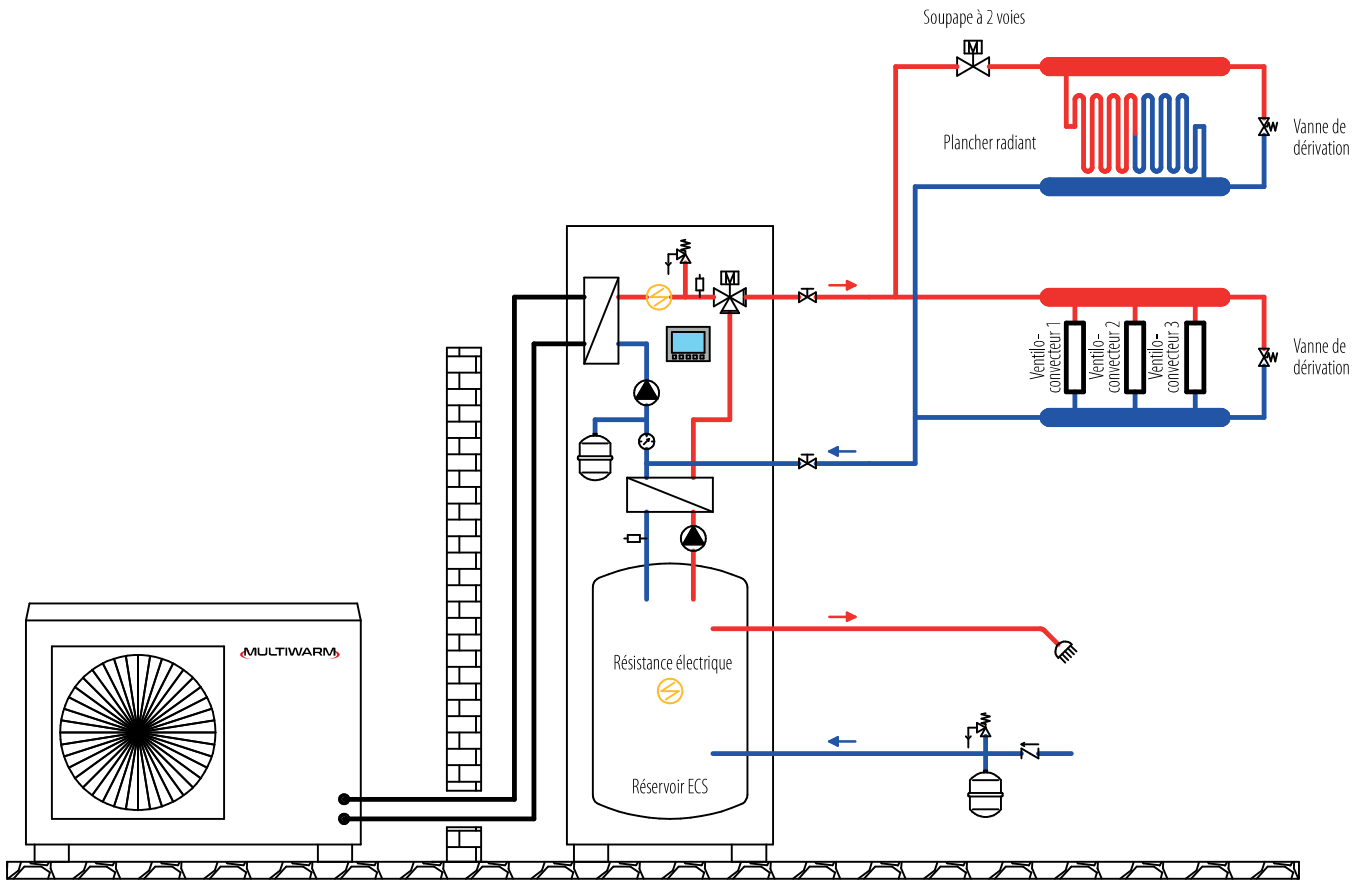 Soupape à 2 voies
M
Plancher radiant
Vanne de
dérivation
M
Ventilo-
convecteur 1
Ventilo-
convecteur 2
Ventilo-
convecteur 3
Vanne de
dérivation
MULTIWARM
Résistance électrique
Réservoir ECS